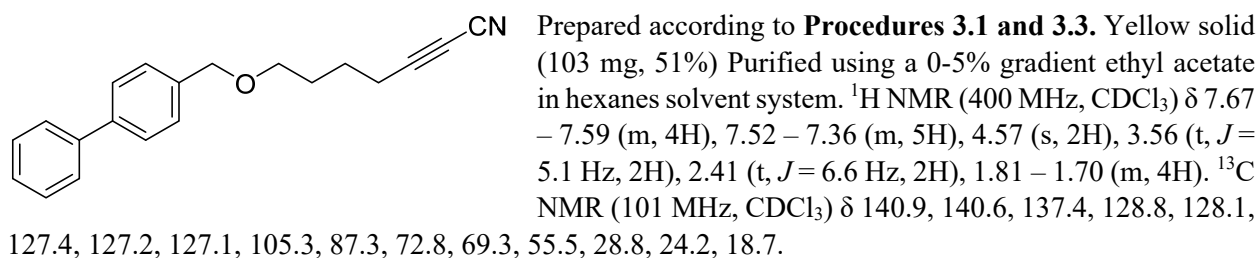 CN
O
Prepared according to Procedures 3.1 and 3.3. Yellow solid
(103 mg, 51%) Purified using a 0-5% gradient ethyl acetate
in hexanes solvent system. ¹H NMR (400 MHz, CDCl₃) δ 7.67
– 7.59 (m, 4H), 7.52 – 7.36 (m, 5H), 4.57 (s, 2H), 3.56 (t, J =
5.1 Hz, 2H), 2.41 (t, J = 6.6 Hz, 2H), 1.81 – 1.70 (m, 4H). ¹³C
NMR (101 MHz, CDCl₃) δ 140.9, 140.6, 137.4, 128.8, 128.1,
127.4, 127.2, 127.1, 105.3, 87.3, 72.8, 69.3, 55.5, 28.8, 24.2, 18.7.